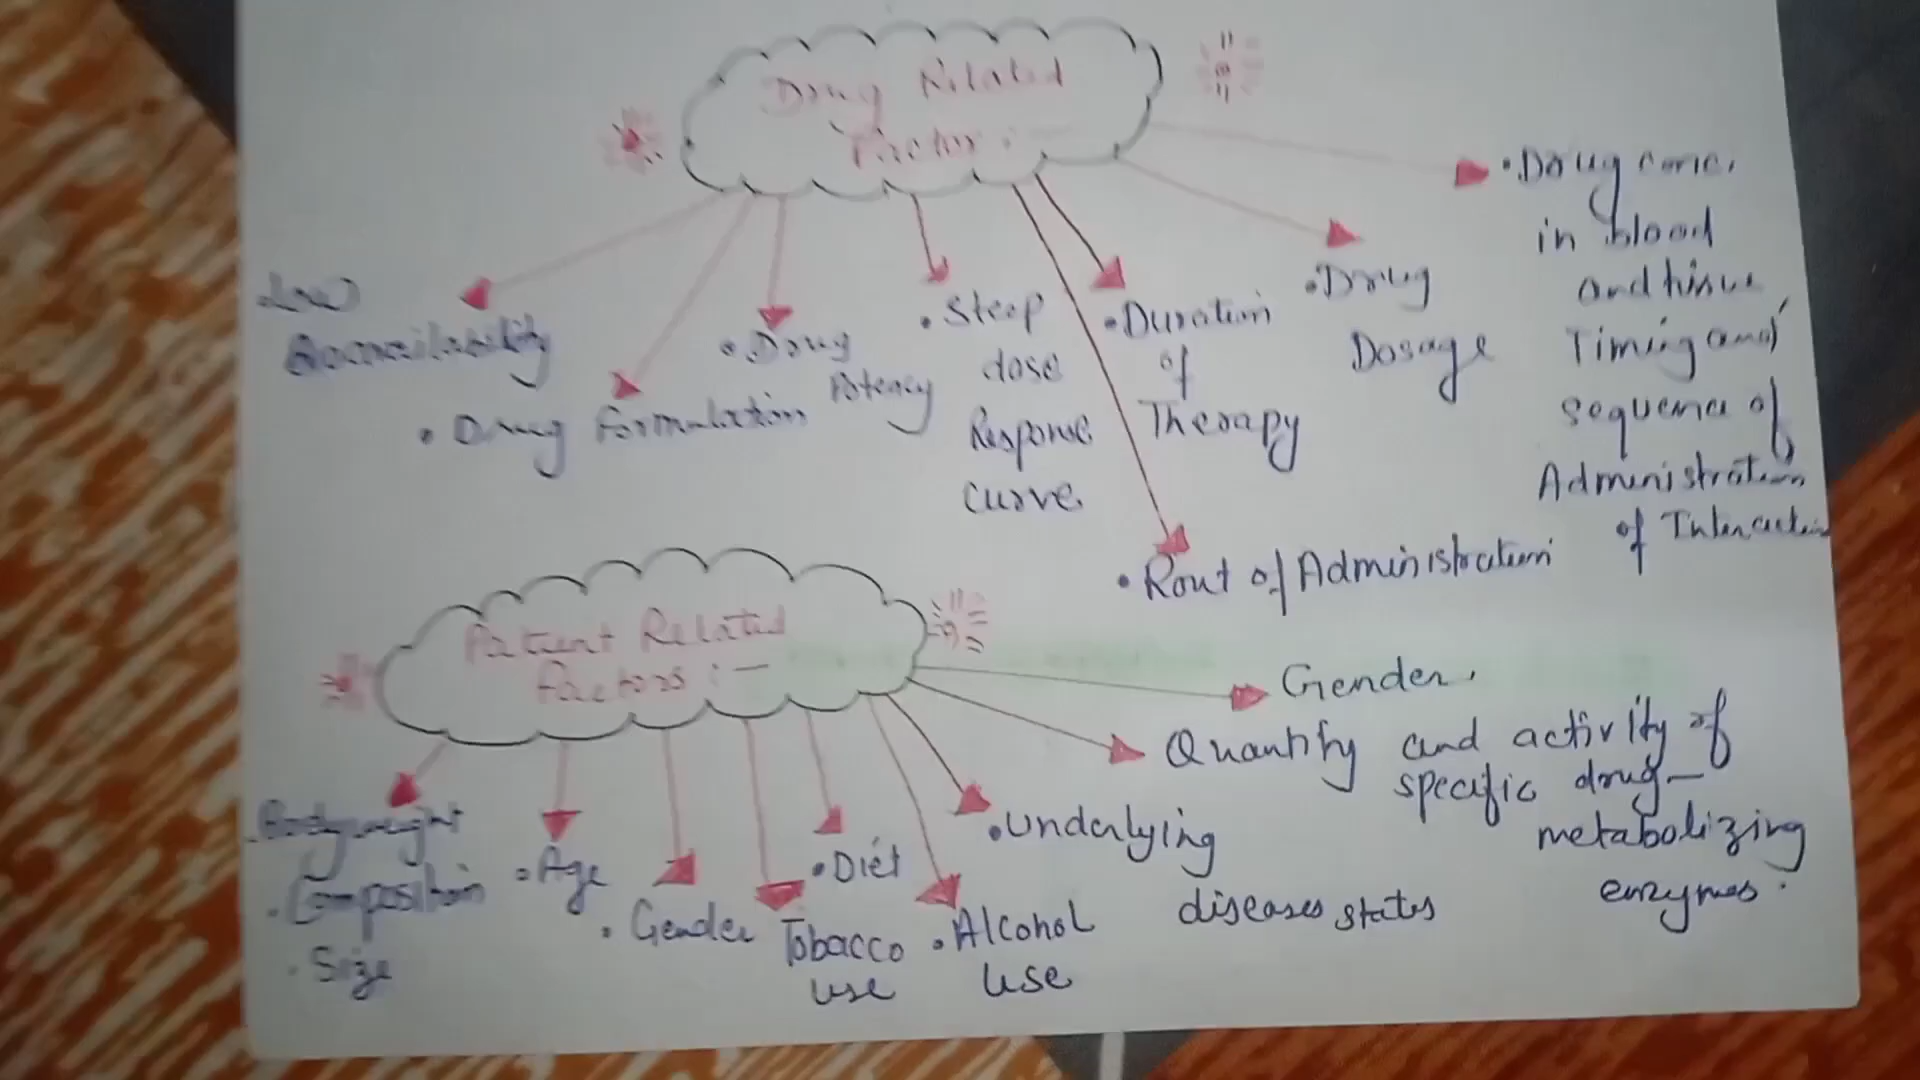 Drug Related
Factor :-
Low
Bioavailability
• Drug Formulation
• Drug
Potency
• Steep
dose
Response
curve
• Duration
of
Therapy
• Rout of Administration
• Drug
Dosage
• Drug conc.
in blood
and tissue
Timing and
sequence of
Administration
of Interaction
Patient Related
Factors :-
• Body weight
• Composition
• Size
• Age
• Gender
Tobacco
use
• Diet
• Alcohol
Use
• Underlying
diseases states
Quantity and activity of
specific drug-
metabolizing
enzymes.
Gender.